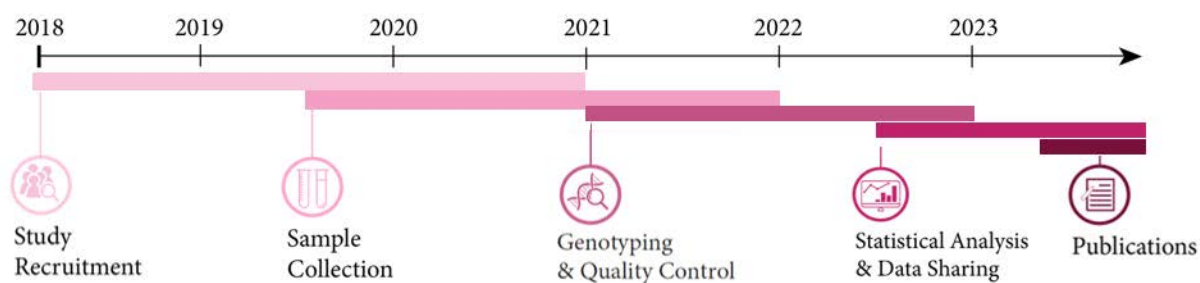 2018 2019 2020 2021 2022 2023
Study
Recruitment
Sample
Collection
Genotyping
& Quality Control
Statistical Analysis
& Data Sharing
Publications